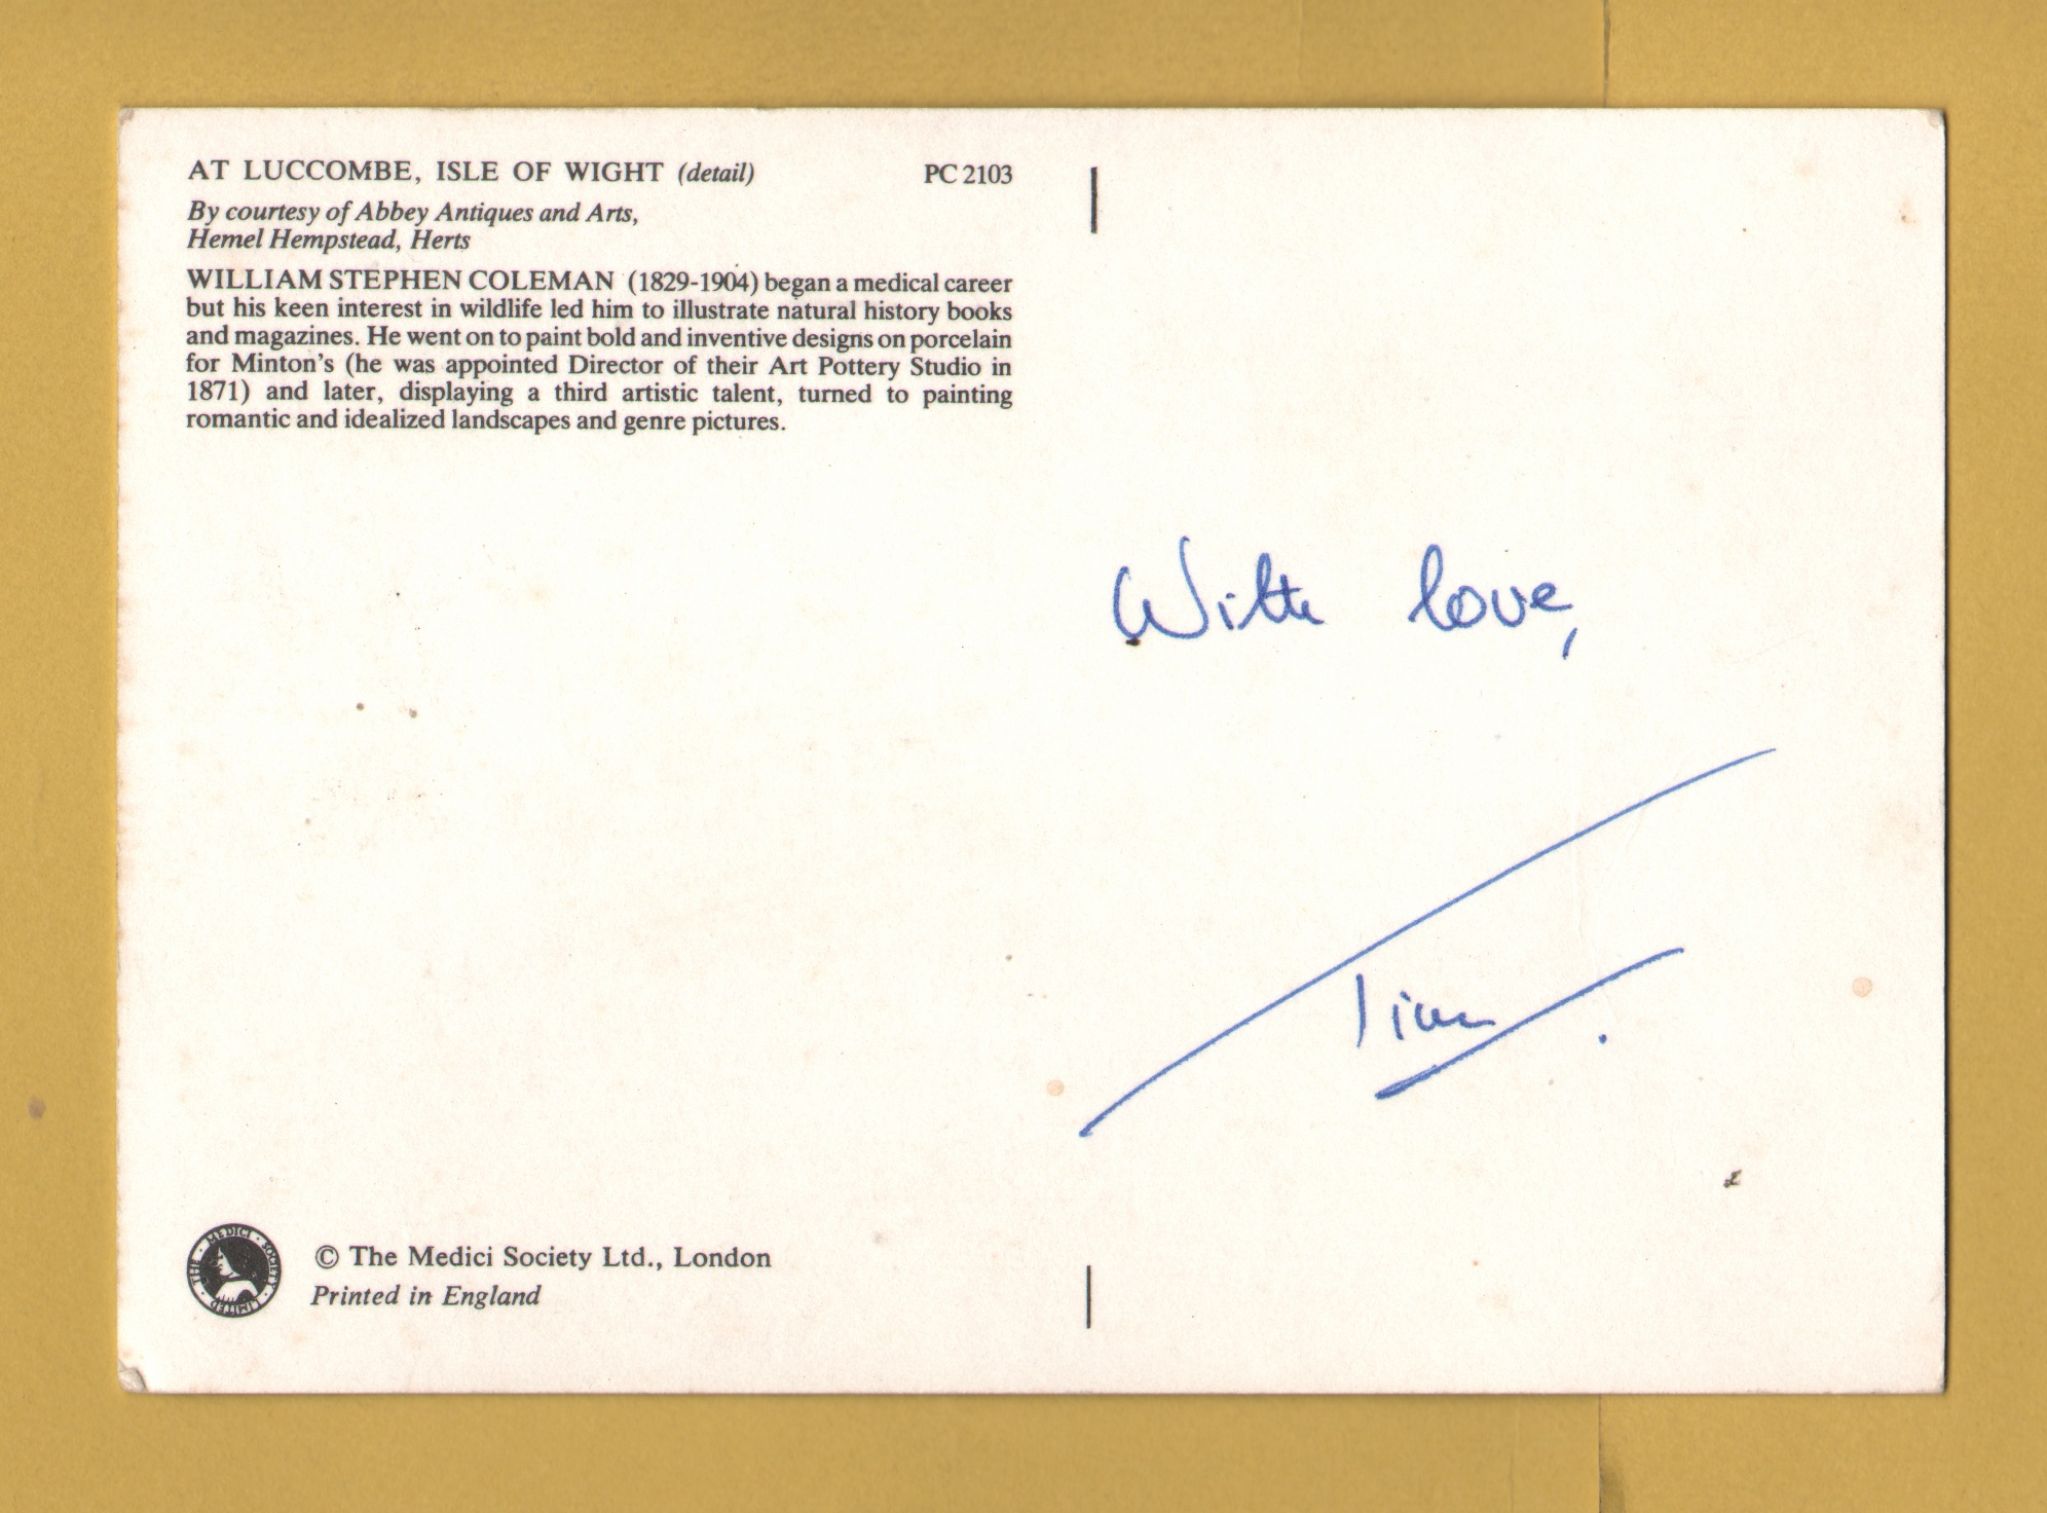 AT LUCCOMBE, ISLE OF WIGHT (detail) PC 2103
By courtesy of Abbey Antiques and Arts,
Hemel Hempstead, Herts
WILLIAM STEPHEN COLEMAN (1829-1904) began a medical career
but his keen interest in wildlife led him to illustrate natural history books
and magazines. He went on to paint bold and inventive designs on porcelain
for Minton's (he was appointed Director of their Art Pottery Studio in
1871) and later, displaying a third artistic talent, turned to painting
romantic and idealized landscapes and genre pictures.
With love,
Tim.
THE · MEDICI · SOCIETY · LIMITED ·
© The Medici Society Ltd., London
Printed in England